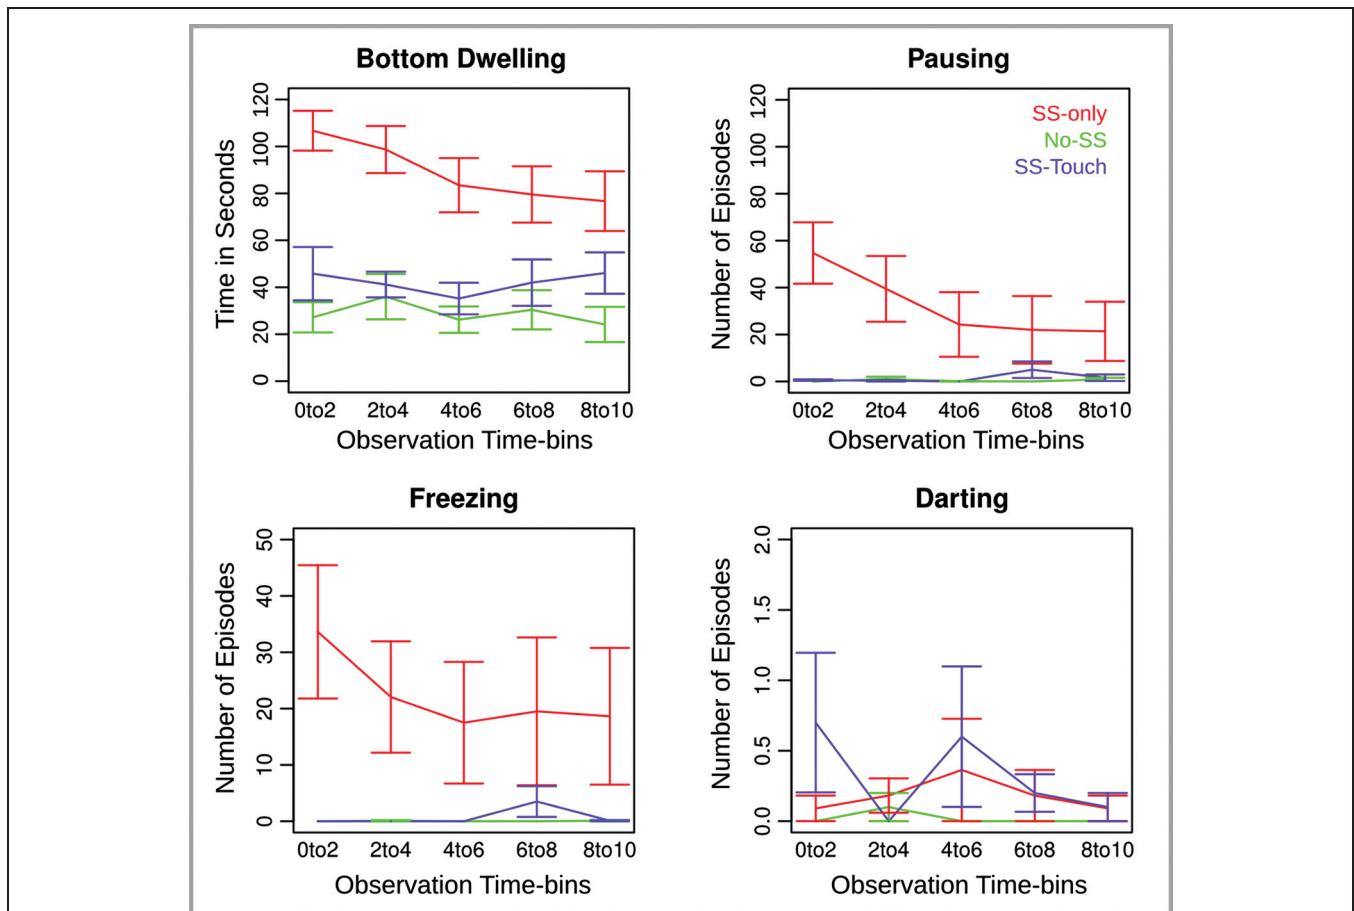 Bottom Dwelling
Time in Seconds
0 20 40 60 80 100 120
0to2 2to4 4to6 6to8 8to10
Observation Time-bins
Pausing
SS-only
No-SS
SS-Touch
Number of Episodes
0 20 40 60 80 100 120
0to2 2to4 4to6 6to8 8to10
Observation Time-bins
Freezing
Number of Episodes
0 10 20 30 40 50
0to2 2to4 4to6 6to8 8to10
Observation Time-bins
Darting
Number of Episodes
0.0 0.5 1.0 1.5 2.0
0to2 2to4 4to6 6to8 8to10
Observation Time-bins